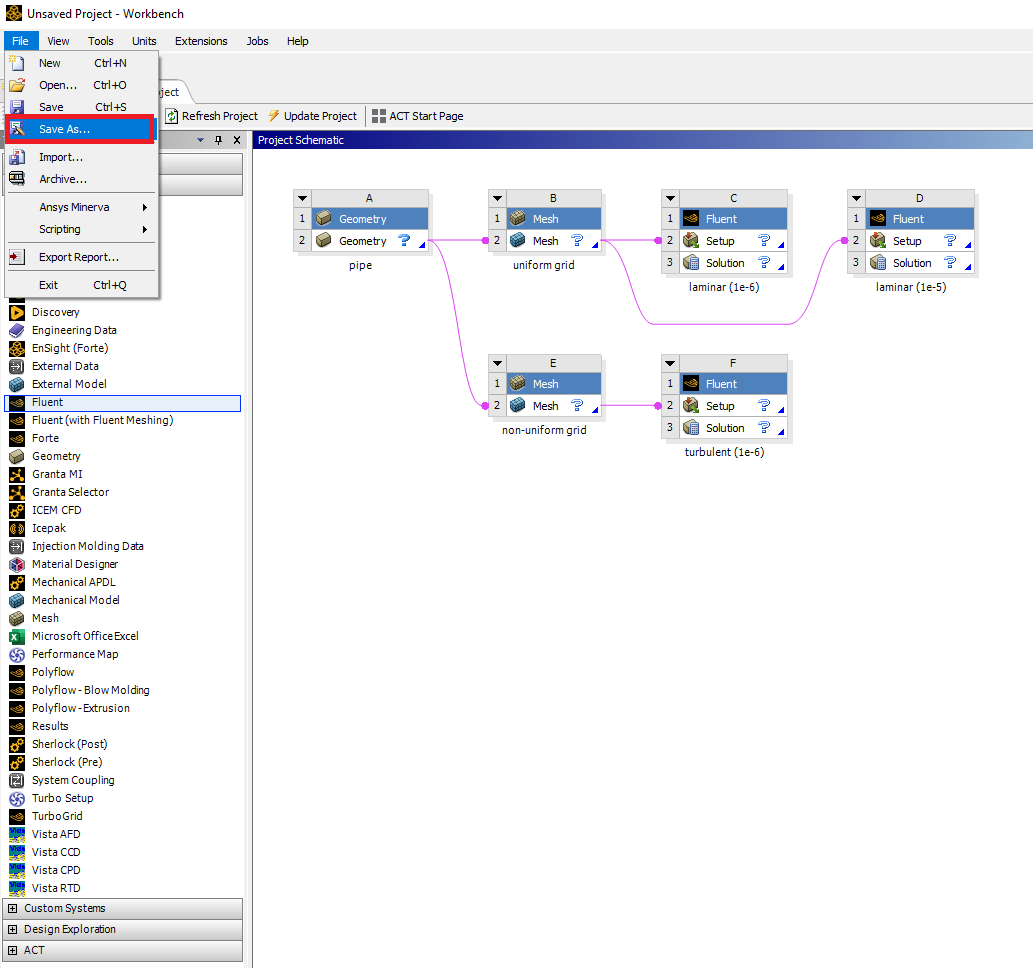 Unsaved Project - Workbench
File View Tools Units Extensions Jobs Help
New Ctrl+N
Open... Ctrl+O
Save Ctrl+S
Save As...
Import...
Archive...
Ansys Minerva
Scripting
Export Report...
Exit Ctrl+Q
ject
Refresh Project Update Project ACT Start Page
Project Schematic
A
1 Geometry
2 Geometry ?
pipe
B
1 Mesh
2 Mesh ?
uniform grid
C
1 Fluent
2 Setup ?
3 Solution ?
laminar (1e-6)
D
1 Fluent
2 Setup ?
3 Solution ?
laminar (1e-5)
E
1 Mesh
2 Mesh ?
non-uniform grid
F
1 Fluent
2 Setup ?
3 Solution ?
turbulent (1e-6)
Discovery
Engineering Data
EnSight (Forte)
External Data
External Model
Fluent
Fluent (with Fluent Meshing)
Forte
Geometry
Granta MI
Granta Selector
ICEM CFD
Icepak
Injection Molding Data
Material Designer
Mechanical APDL
Mechanical Model
Mesh
Microsoft Office Excel
Performance Map
Polyflow
Polyflow - Blow Molding
Polyflow - Extrusion
Results
Sherlock (Post)
Sherlock (Pre)
System Coupling
Turbo Setup
TurboGrid
Vista AFD
Vista CCD
Vista CPD
Vista RTD
Custom Systems
Design Exploration
ACT